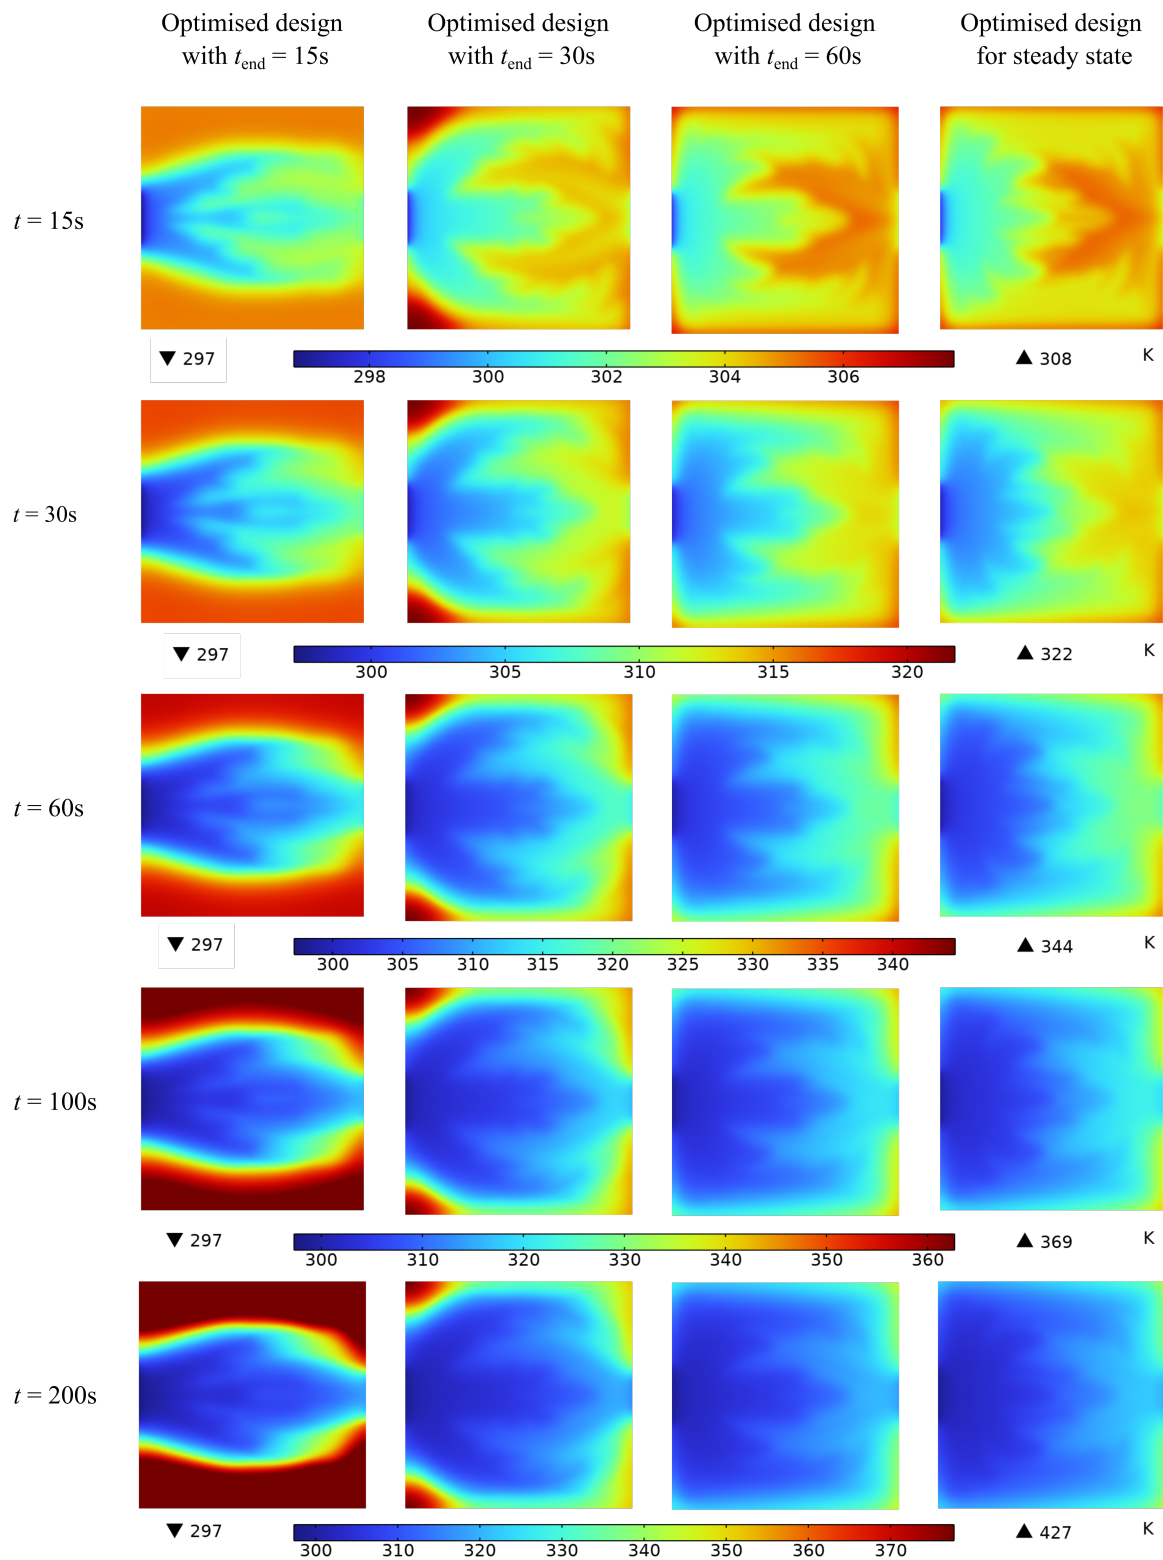 Optimised design with t_end = 15s
Optimised design with t_end = 30s
Optimised design with t_end = 60s
Optimised design for steady state
t = 15s
▼ 297
298 300 302 304 306
▲ 308 K
t = 30s
▼ 297
300 305 310 315 320
▲ 322 K
t = 60s
▼ 297
300 305 310 315 320 325 330 335 340
▲ 344 K
t = 100s
▼ 297
300 310 320 330 340 350 360
▲ 369 K
t = 200s
▼ 297
300 310 320 330 340 350 360 370
▲ 427 K